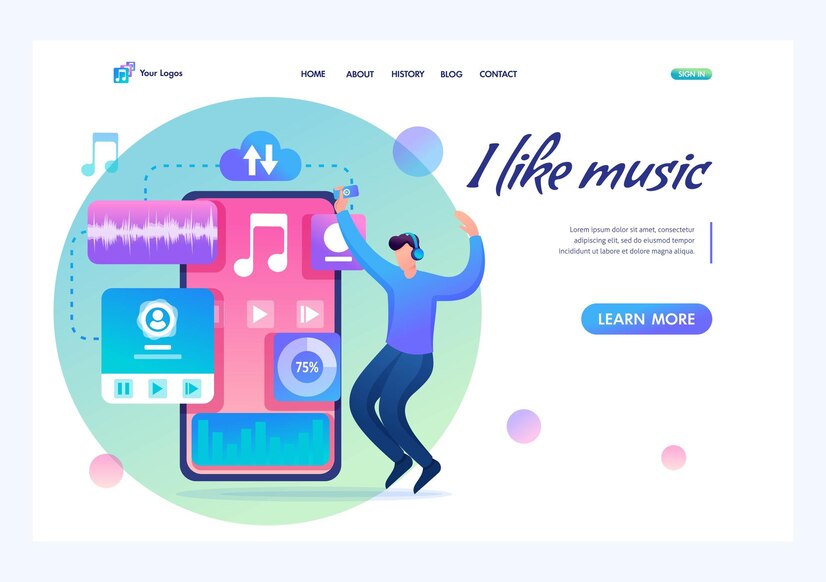 Your Logos
HOME ABOUT HISTORY BLOG CONTACT
SIGN IN
I like music
Lorem ipsum dolor sit amet, consectetur
adipiscing elit, sed do eiusmod tempor
incididunt ut labore et dolore magna aliqua.
LEARN MORE
75%